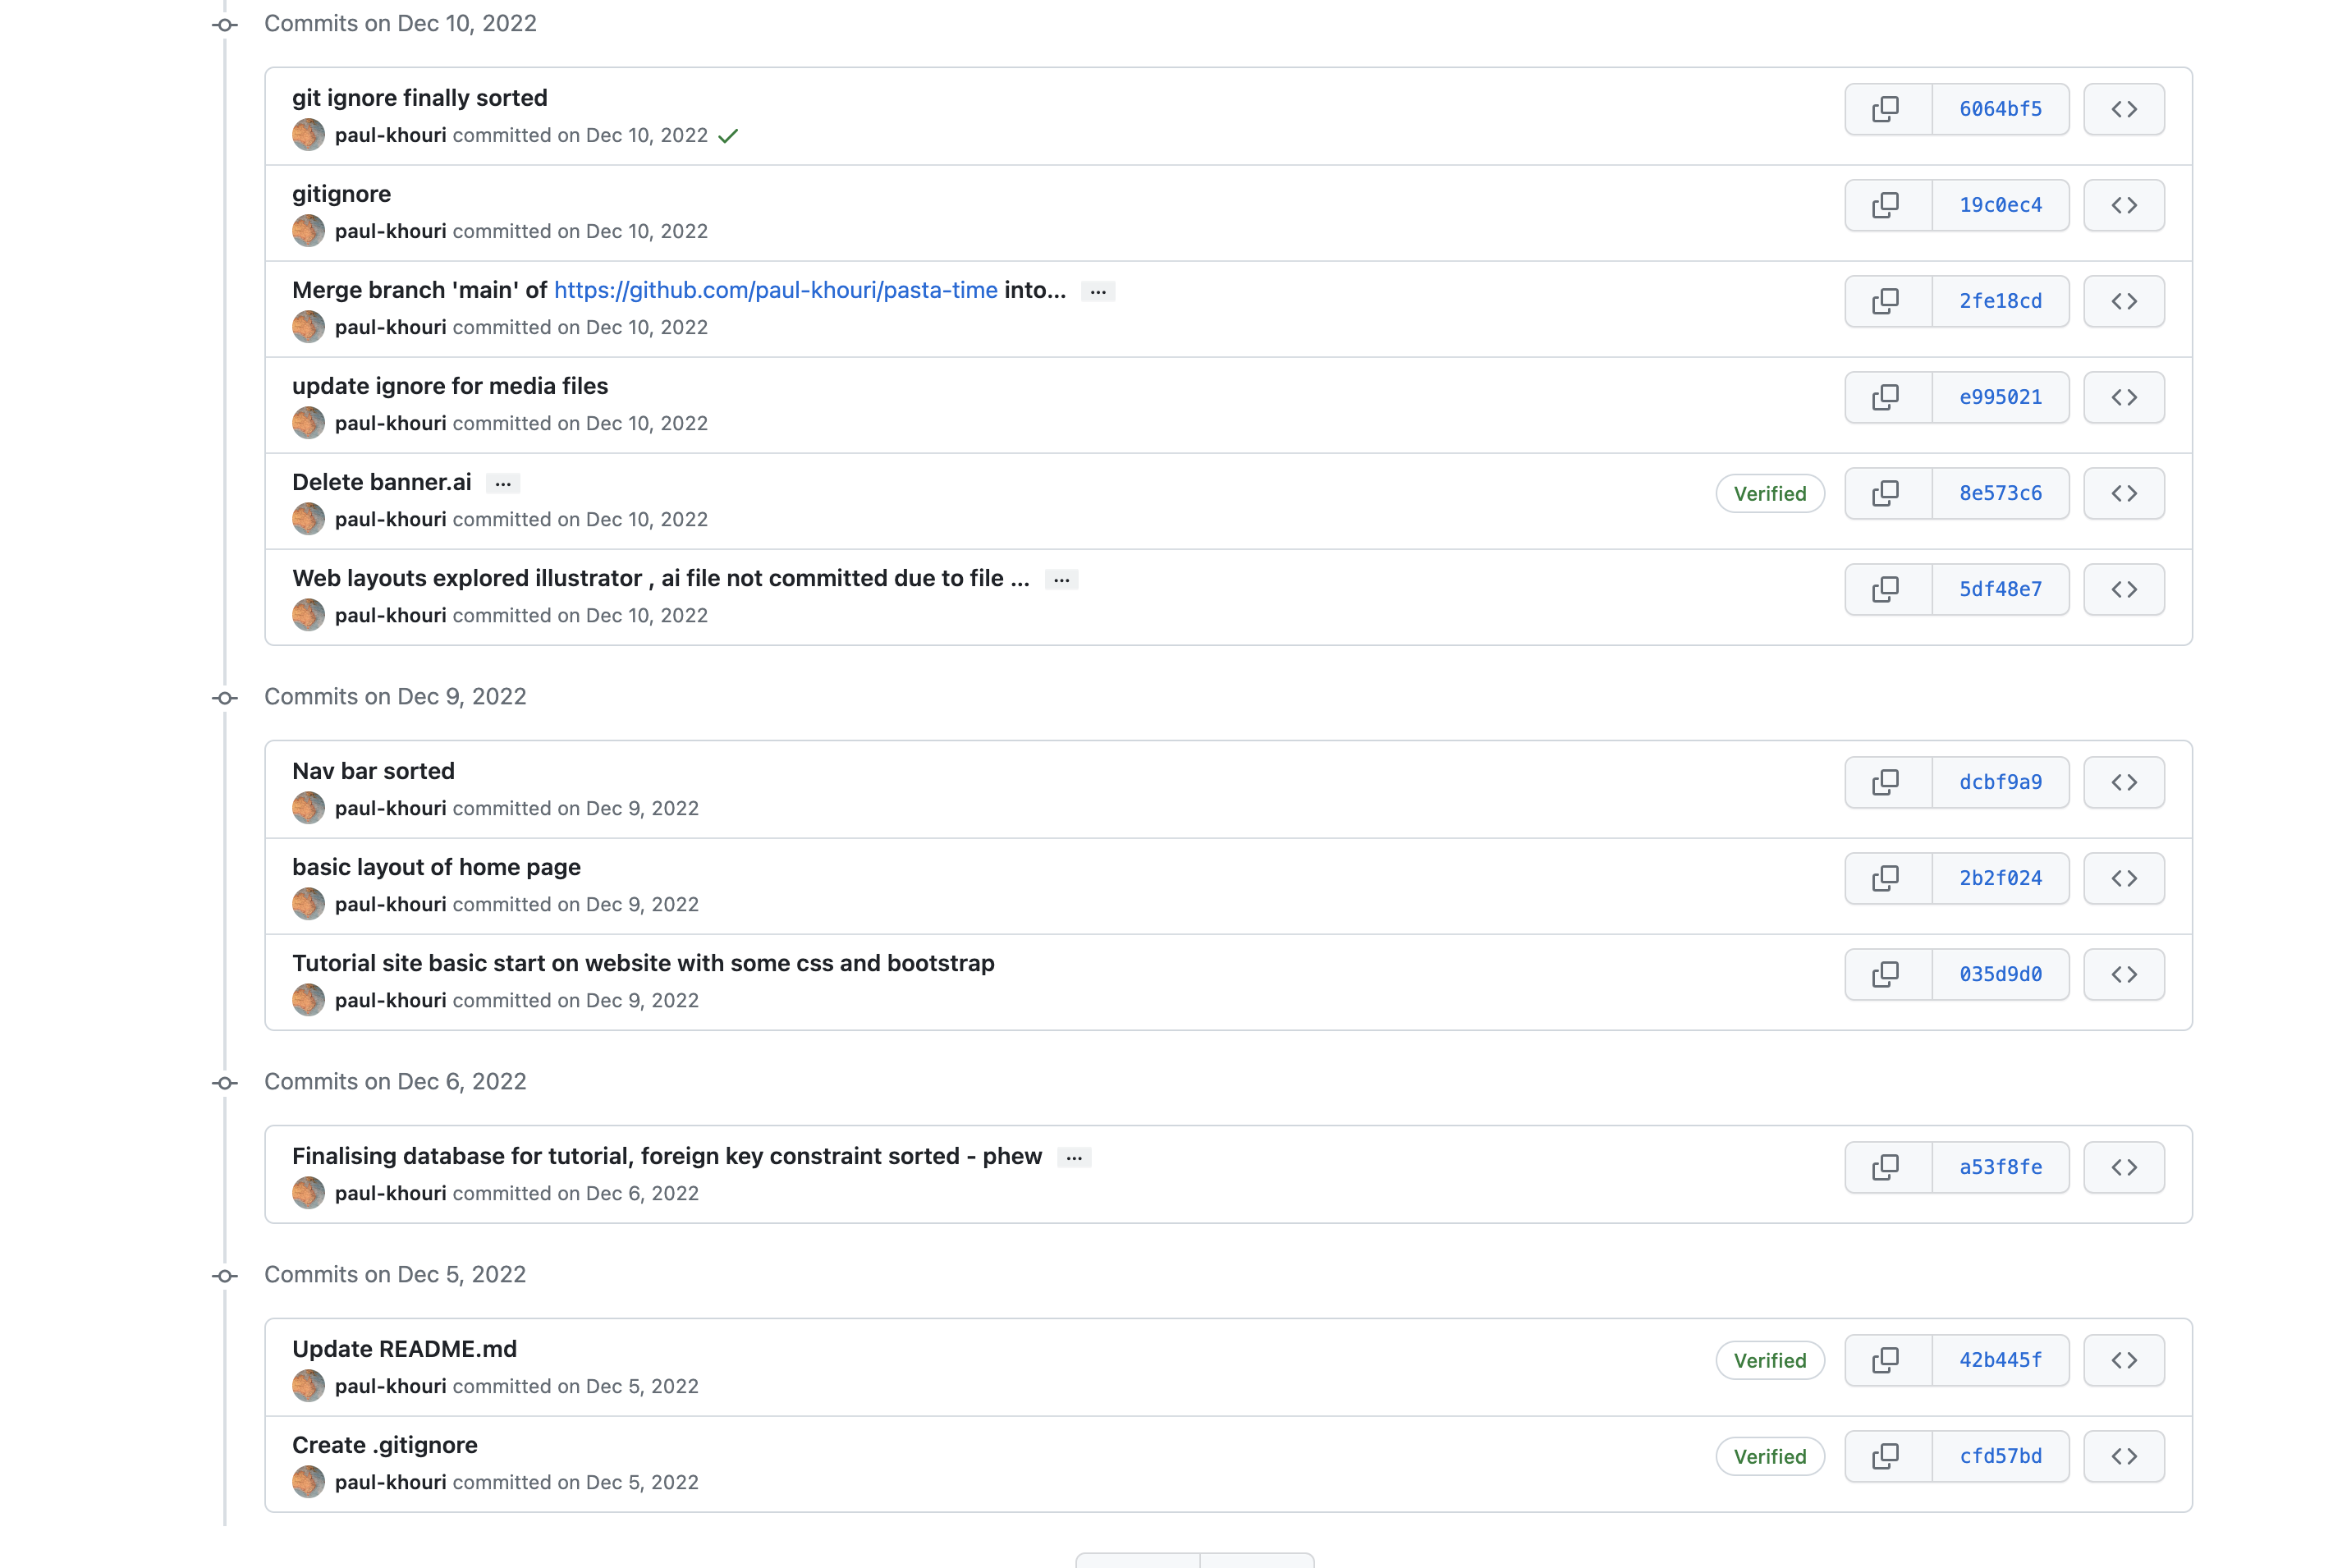 Commits on Dec 10, 2022
git ignore finally sorted
paul-khouri committed on Dec 10, 2022
6064bf5
gitignore
paul-khouri committed on Dec 10, 2022
19c0ec4
Merge branch 'main' of https://github.com/paul-khouri/pasta-time into... ...
paul-khouri committed on Dec 10, 2022
2fe18cd
update ignore for media files
paul-khouri committed on Dec 10, 2022
e995021
Delete banner.ai ...
paul-khouri committed on Dec 10, 2022
Verified 8e573c6
Web layouts explored illustrator , ai file not committed due to file ... ...
paul-khouri committed on Dec 10, 2022
5df48e7
Commits on Dec 9, 2022
Nav bar sorted
paul-khouri committed on Dec 9, 2022
dcbf9a9
basic layout of home page
paul-khouri committed on Dec 9, 2022
2b2f024
Tutorial site basic start on website with some css and bootstrap
paul-khouri committed on Dec 9, 2022
035d9d0
Commits on Dec 6, 2022
Finalising database for tutorial, foreign key constraint sorted - phew ...
paul-khouri committed on Dec 6, 2022
a53f8fe
Commits on Dec 5, 2022
Update README.md
paul-khouri committed on Dec 5, 2022
Verified 42b445f
Create .gitignore
paul-khouri committed on Dec 5, 2022
Verified cfd57bd